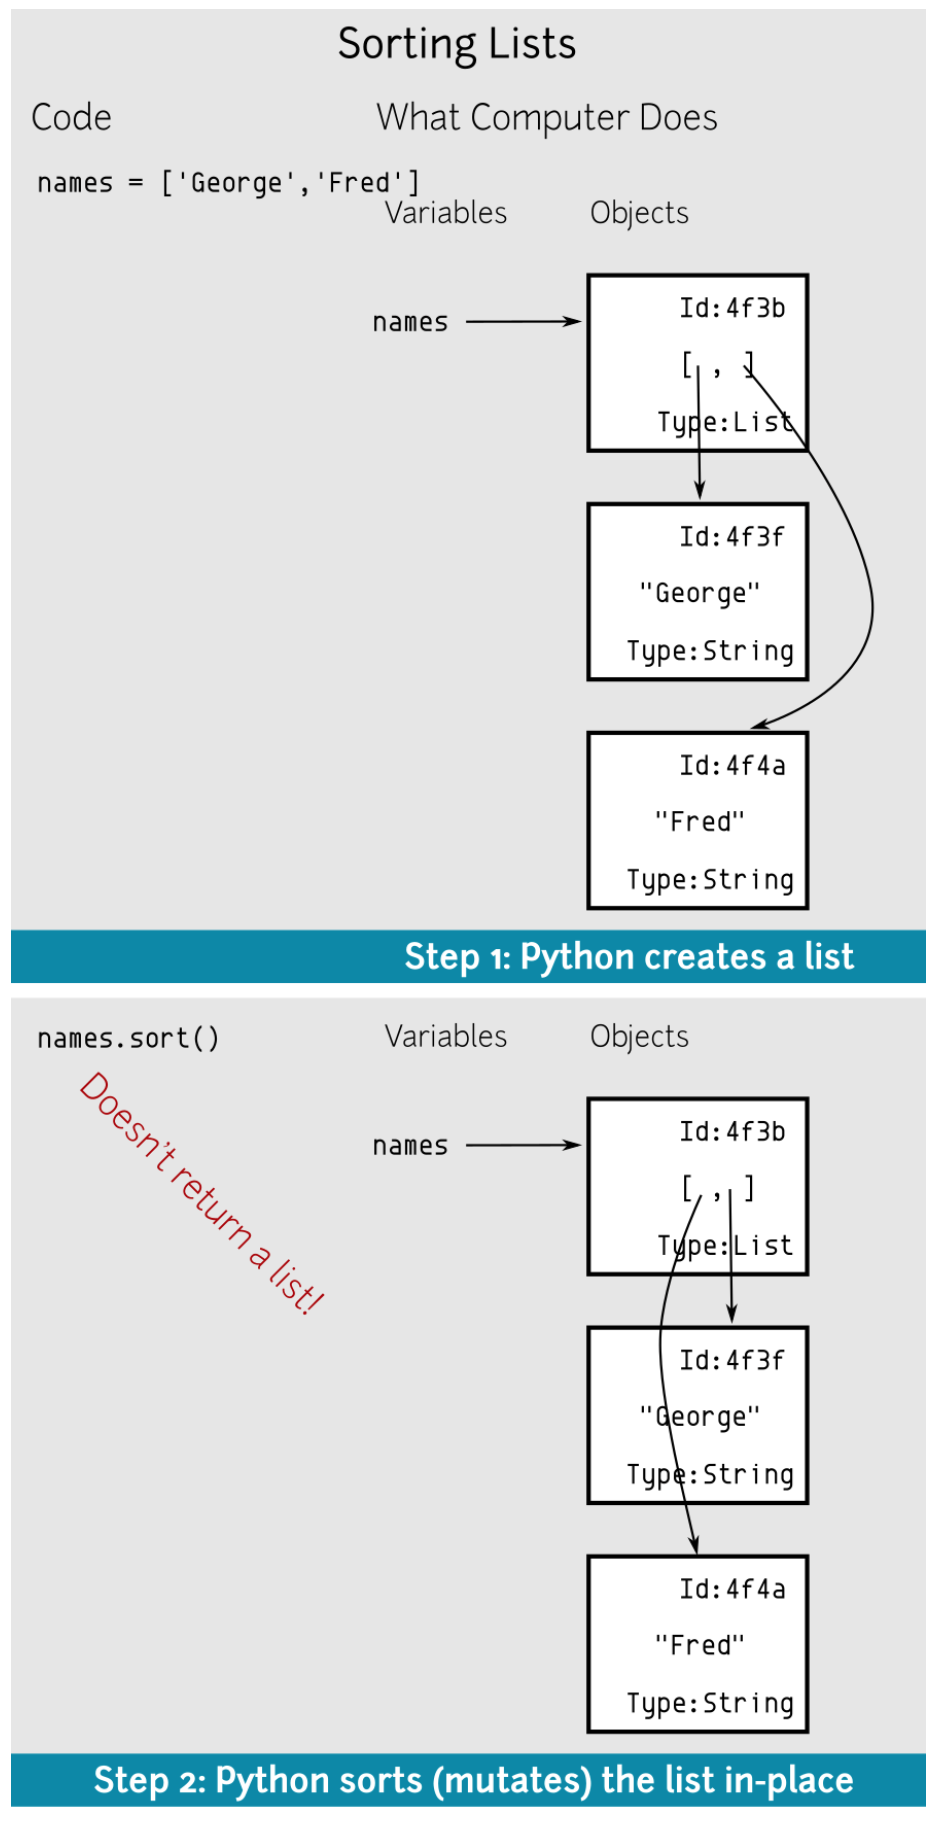 Sorting Lists
Code
What Computer Does
names = ['George','Fred']
Variables
Objects
names
Id:4f3b
[ , ]
Type:List
Id:4f3f
"George"
Type:String
Id:4f4a
"Fred"
Type:String
Step 1: Python creates a list
names.sort()
Doesn't return a list!
Variables
Objects
names
Id:4f3b
[ , ]
Type:List
Id:4f3f
"George"
Type:String
Id:4f4a
"Fred"
Type:String
Step 2: Python sorts (mutates) the list in-place